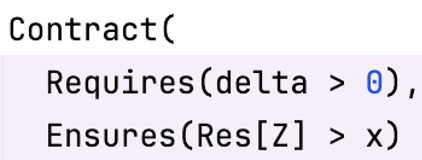 Contract(
Requires(delta > 0),
Ensures(Res[Z] > x)